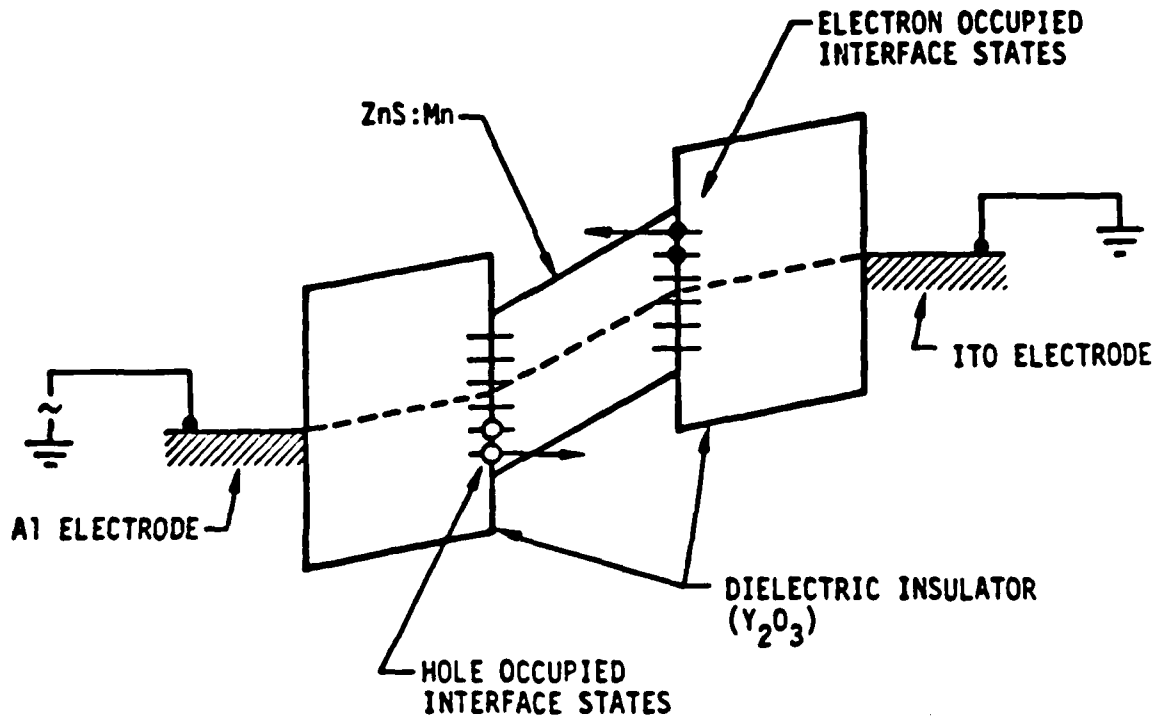 ELECTRON OCCUPIED
INTERFACE STATES
ZnS:Mn
ITO ELECTRODE
Al ELECTRODE
DIELECTRIC INSULATOR
(Y₂O₃)
HOLE OCCUPIED
INTERFACE STATES